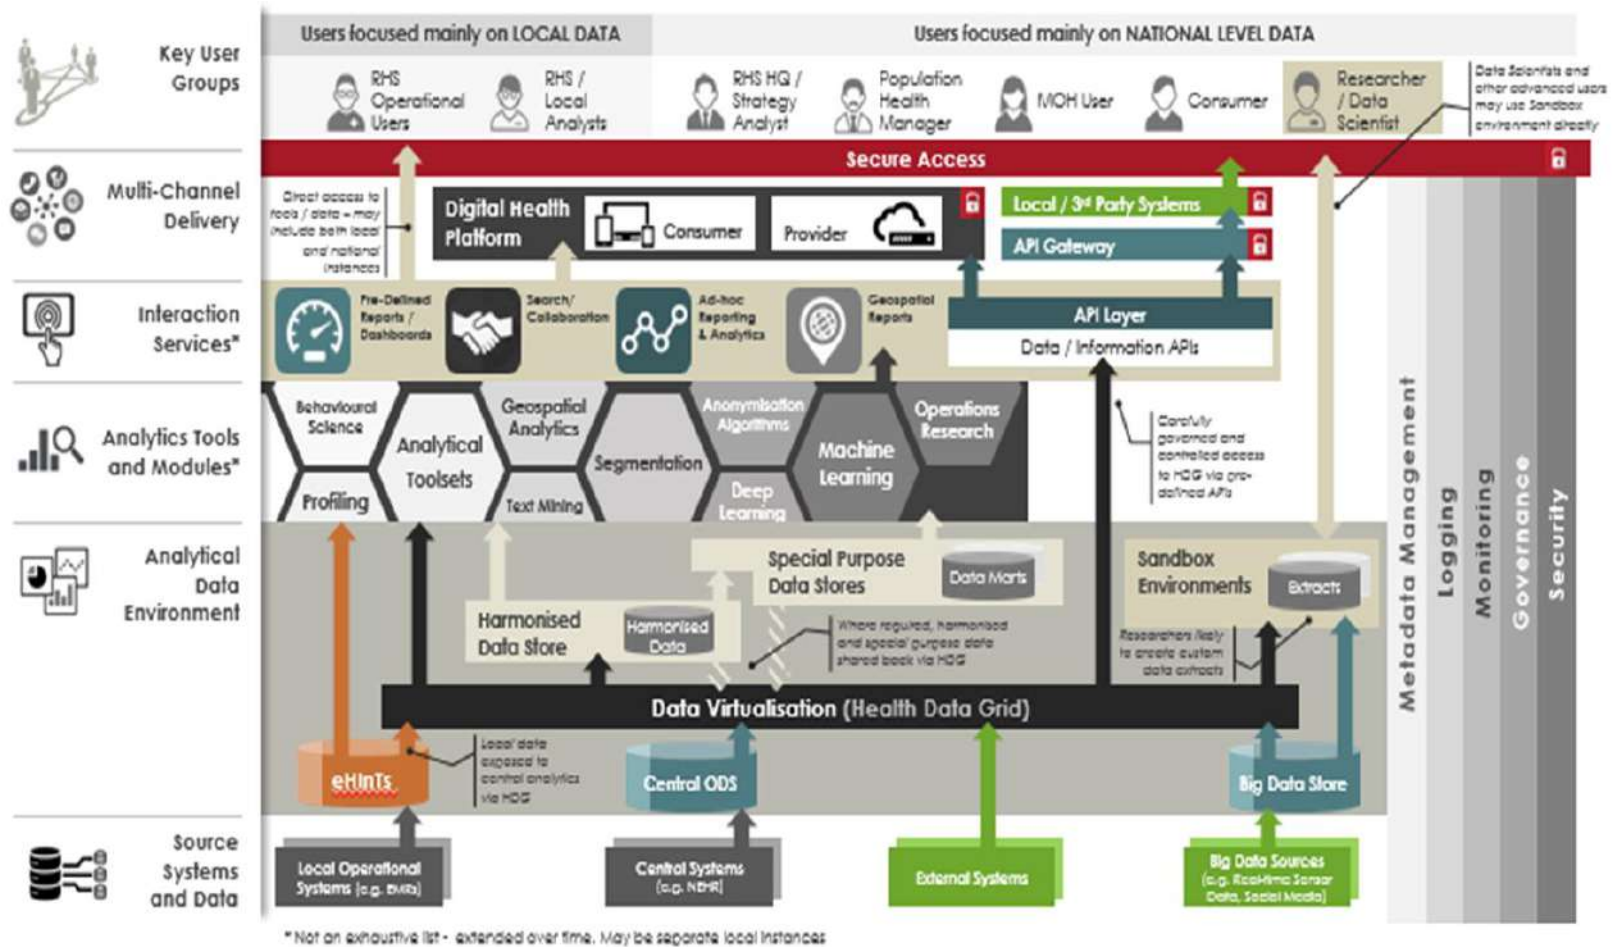 Key User
Groups
Users focused mainly on LOCAL DATA
Users focused mainly on NATIONAL LEVEL DATA
RHS
Operational
Users
RHS /
Local
Analysts
RHS HQ /
Strategy
Analyst
Population
Health
Manager
MOH User
Consumer
Researcher
/ Data
Scientist
Data Scientists and
other advanced users
may use Sandbox
environment directly
Secure Access
Multi-Channel
Delivery
Direct access to
tools / data – may
include both local
and national
instances
Digital Health
Platform
Consumer
Provider
Local / 3rd Party Systems
API Gateway
Interaction
Services*
Pre-Defined
Reports /
Dashboards
Search/
Collaboration
Ad-hoc
Reporting
& Analytics
Geospatial
Reports
API Layer
Data / Information APIs
Analytics Tools
and Modules*
Behavioural
Science
Profiling
Analytical
Toolsets
Geospatial
Analytics
Text Mining
Segmentation
Anonymisation
Algorithms
Deep
Learning
Machine
Learning
Operations
Research
Carefully
governed and
controlled access
to HDG via pre-
defined APIs
Analytical
Data
Environment
Harmonised
Data Store
Harmonised
Data
Special Purpose
Data Stores
Data Marts
Where required, harmonised
and special purpose data
shared back via HDG
Sandbox
Environments
Extracts
Researchers likely
to create custom
data extracts
Data Virtualisation (Health Data Grid)
eHInTs
Local data
exposed to
central analytics
via HDG
Central ODS
Big Data Store
Source
Systems
and Data
Local Operational
Systems (e.g. EMRs)
Central Systems
(e.g. NEHR)
External Systems
Big Data Sources
(e.g. Real-time Sensor
Data, Social Media)
Metadata Management
Logging
Monitoring
Governance
Security
* Not an exhaustive list - extended over time. May be separate local instances